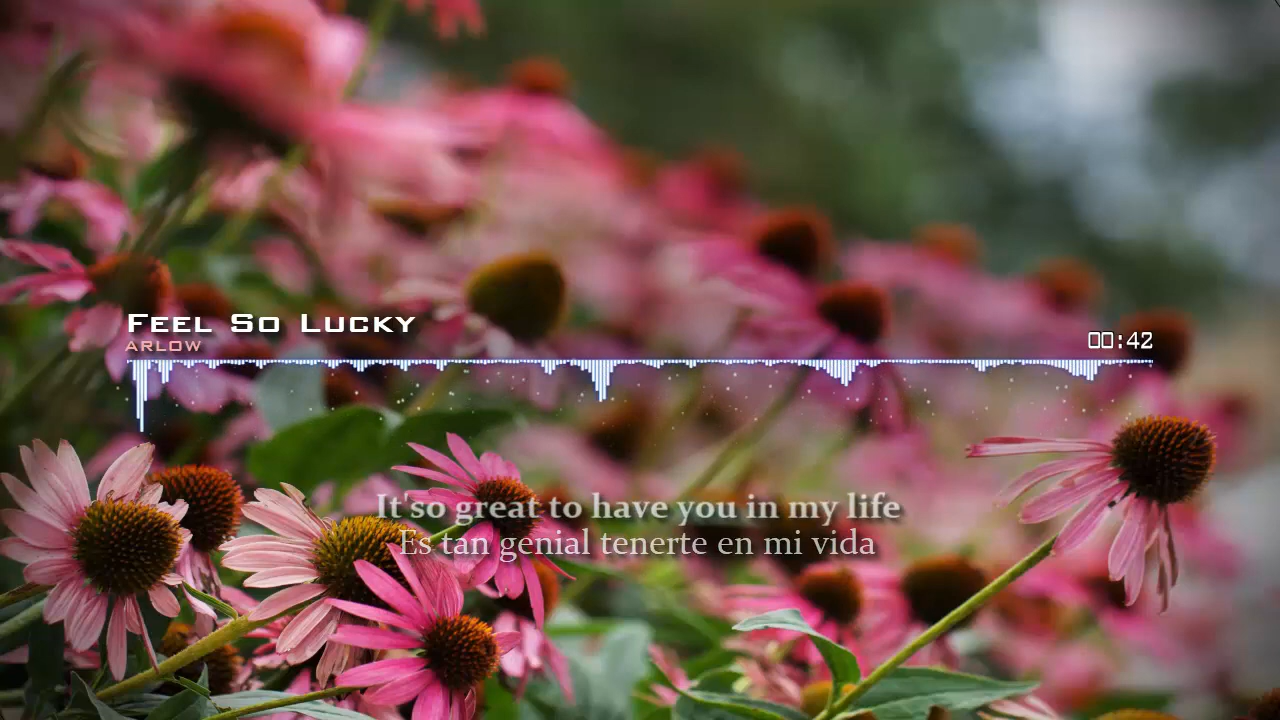 Feel So Lucky
ARLOW
00:42
It's so great to have you in my life
Es tan genial tenerte en mi vida